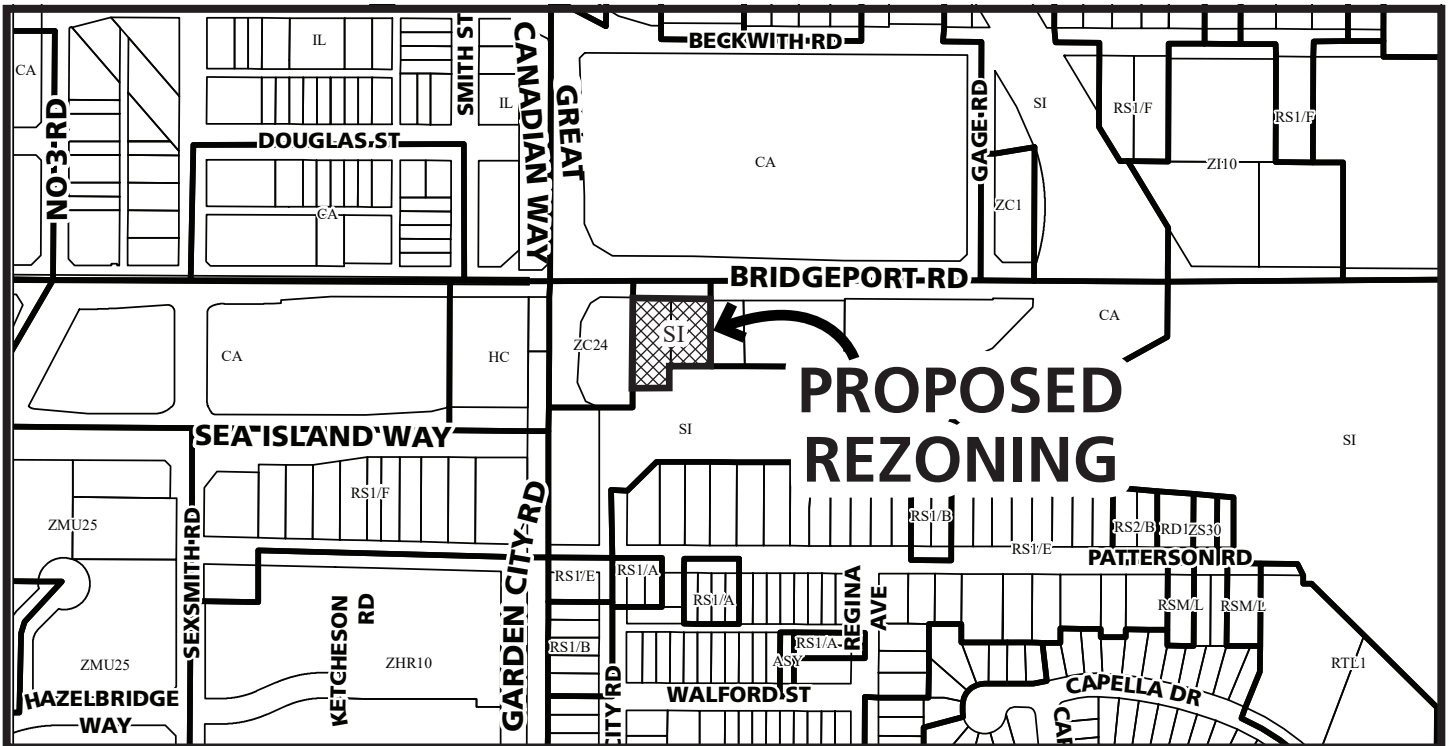 BECKWITH RD
SMITH ST
CANADIAN WAY
GREAT
IL
CA
NO 3 RD
IL
GAGE RD
SI
RS1/F
RS1/F
DOUGLAS ST
CA
ZI10
ZC1
CA
BRIDGEPORT RD
ZC24
SI
CA
CA
HC
PROPOSED
REZONING
SEA ISLAND WAY
SI
SI
RS1/F
ZMU25
SEXSMITH RD
GARDEN CITY RD
RS1/B
RS2/B
RD1
ZS30
RS1/E
PATTERSON RD
RS1/E
RS1/A
RS1/A
REGINA
AVE
RSM/L
RSM/L
KETCHESON
RD
RS1/B
RS1/A
ASY
ZMU25
ZHR10
RTL1
HAZELBRIDGE
WAY
CITY RD
WALFORD ST
CAPELLA DR